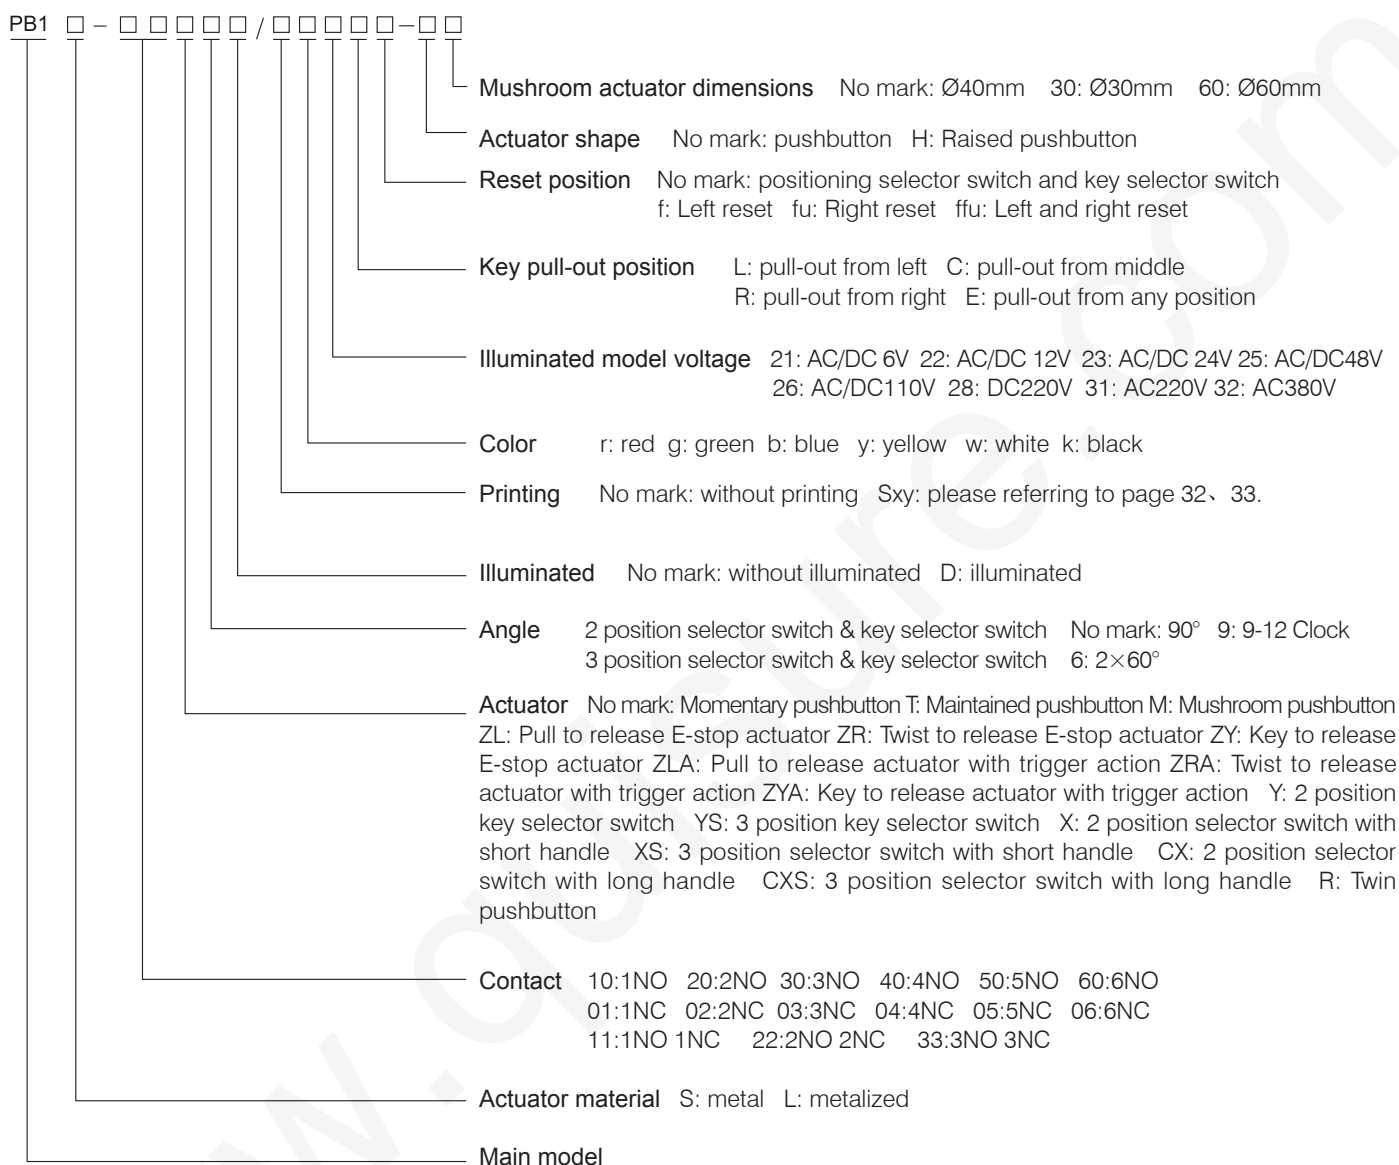 PB1 □ – □ □ □ □ □ / □ □ □ □ □ – □ □
Mushroom actuator dimensions No mark: Ø40mm 30: Ø30mm 60: Ø60mm
Actuator shape No mark: pushbutton H: Raised pushbutton
Reset position No mark: positioning selector switch and key selector switch
f: Left reset fu: Right reset ffu: Left and right reset
Key pull-out position L: pull-out from left C: pull-out from middle
R: pull-out from right E: pull-out from any position
Illuminated model voltage 21: AC/DC 6V 22: AC/DC 12V 23: AC/DC 24V 25: AC/DC48V
26: AC/DC110V 28: DC220V 31: AC220V 32: AC380V
Color r: red g: green b: blue y: yellow w: white k: black
Printing No mark: without printing Sxy: please referring to page 32、33.
Illuminated No mark: without illuminated D: illuminated
Angle 2 position selector switch & key selector switch No mark: 90° 9: 9-12 Clock
3 position selector switch & key selector switch 6: 2×60°
Actuator No mark: Momentary pushbutton T: Maintained pushbutton M: Mushroom pushbutton
ZL: Pull to release E-stop actuator ZR: Twist to release E-stop actuator ZY: Key to release
E-stop actuator ZLA: Pull to release actuator with trigger action ZRA: Twist to release
actuator with trigger action ZYA: Key to release actuator with trigger action Y: 2 position
key selector switch YS: 3 position key selector switch X: 2 position selector switch with
short handle XS: 3 position selector switch with short handle CX: 2 position selector
switch with long handle CXS: 3 position selector switch with long handle R: Twin
pushbutton
Contact 10:1NO 20:2NO 30:3NO 40:4NO 50:5NO 60:6NO
01:1NC 02:2NC 03:3NC 04:4NC 05:5NC 06:6NC
11:1NO 1NC 22:2NO 2NC 33:3NO 3NC
Actuator material S: metal L: metalized
Main model